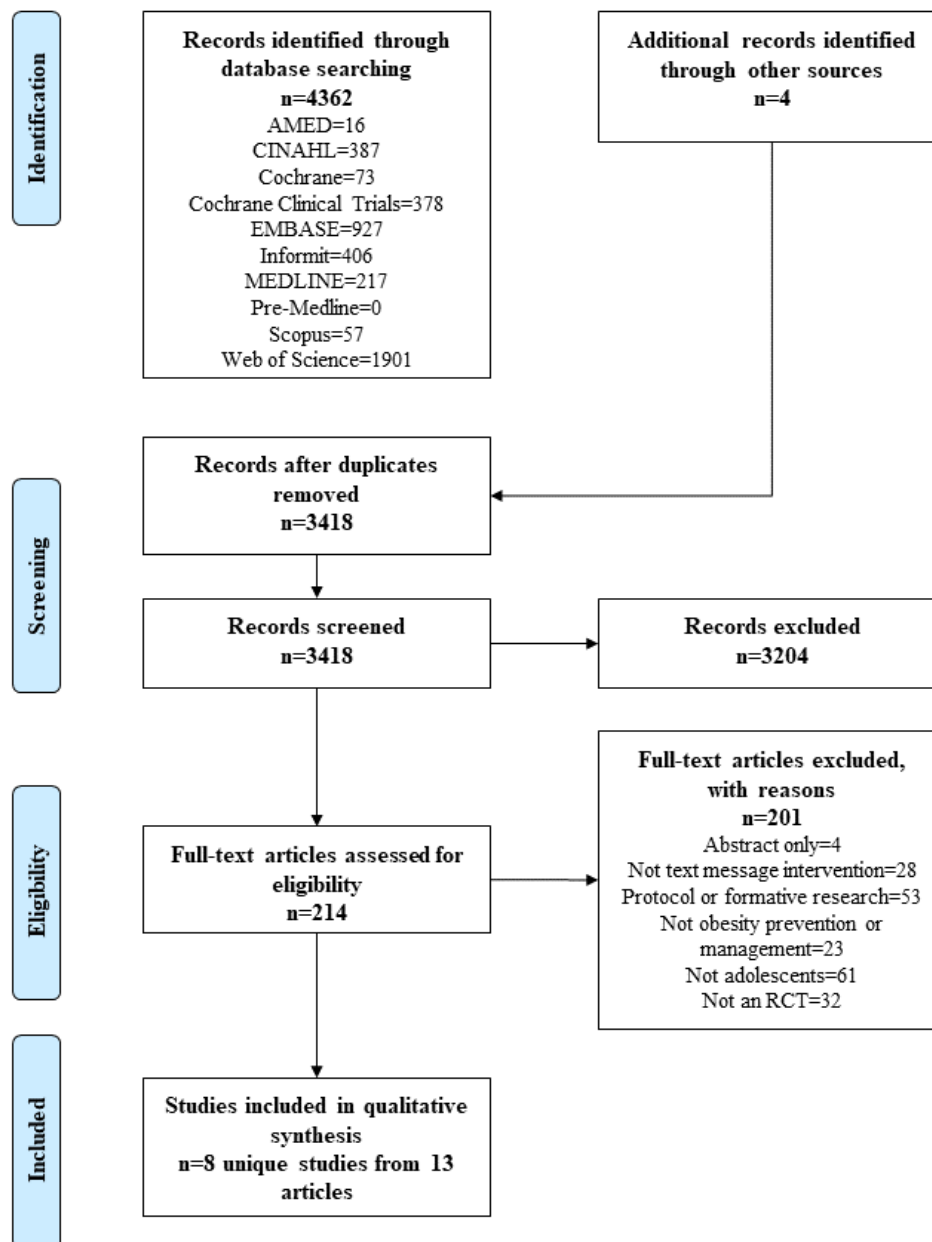 Identification
Records identified through
database searching
n=4362
AMED=16
CINAHL=387
Cochrane=73
Cochrane Clinical Trials=378
EMBASE=927
Informit=406
MEDLINE=217
Pre-Medline=0
Scopus=57
Web of Science=1901
Additional records identified
through other sources
n=4
Screening
Records after duplicates
removed
n=3418
Records screened
n=3418
Records excluded
n=3204
Eligibility
Full-text articles assessed for
eligibility
n=214
Full-text articles excluded,
with reasons
n=201
Abstract only=4
Not text message intervention=28
Protocol or formative research=53
Not obesity prevention or
management=23
Not adolescents=61
Not an RCT=32
Included
Studies included in qualitative
synthesis
n=8 unique studies from 13
articles